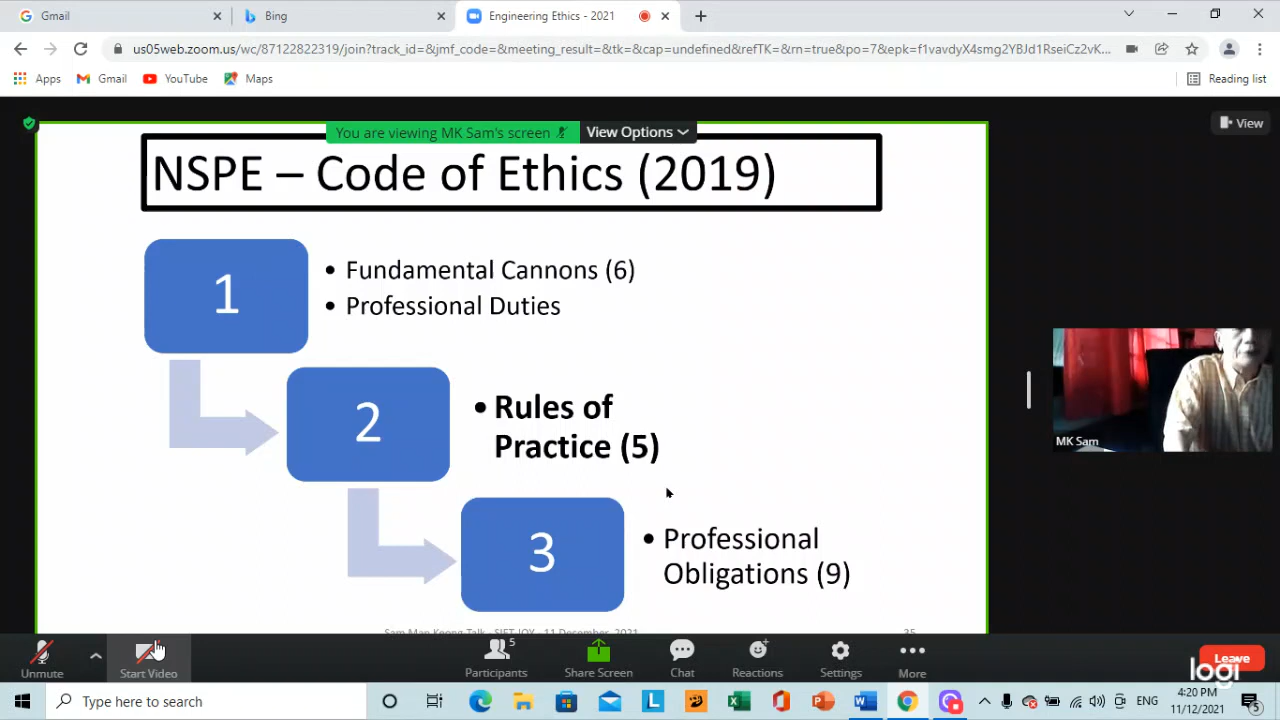 Gmail
Bing
Engineering Ethics - 2021
us05web.zoom.us/wc/87122822319/join?track_id=&jmf_code=&meeting_result=&tk=&cap=undefined&refTK=&rn=true&po=7&epk=f1vavdyX4smg2YBJd1RseiCz2vK...
Apps
Gmail
YouTube
Maps
Reading list
You are viewing MK Sam's screen
View Options
View
NSPE – Code of Ethics (2019)
1
• Fundamental Cannons (6)
• Professional Duties
2
• Rules of
Practice (5)
3
• Professional
Obligations (9)
MK Sam
35
Unmute
Start Video
5
Participants
Share Screen
Chat
Reactions
Settings
More
Leave
logi
Type here to search
ENG
4:20 PM
11/12/2021
5